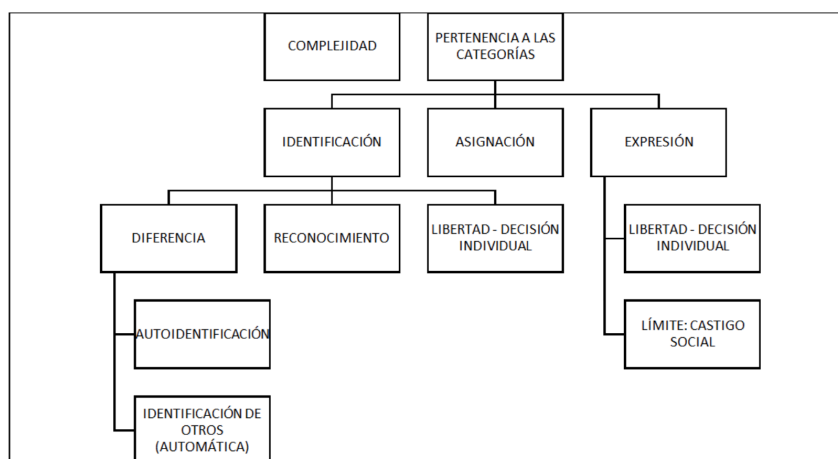 COMPLEJIDAD
PERTENENCIA A LAS
CATEGORÍAS
IDENTIFICACIÓN
ASIGNACIÓN
EXPRESIÓN
DIFERENCIA
RECONOCIMIENTO
LIBERTAD - DECISIÓN
INDIVIDUAL
LIBERTAD - DECISIÓN
INDIVIDUAL
AUTOIDENTIFICACIÓN
LÍMITE: CASTIGO
SOCIAL
IDENTIFICACIÓN DE
OTROS
(AUTOMÁTICA)